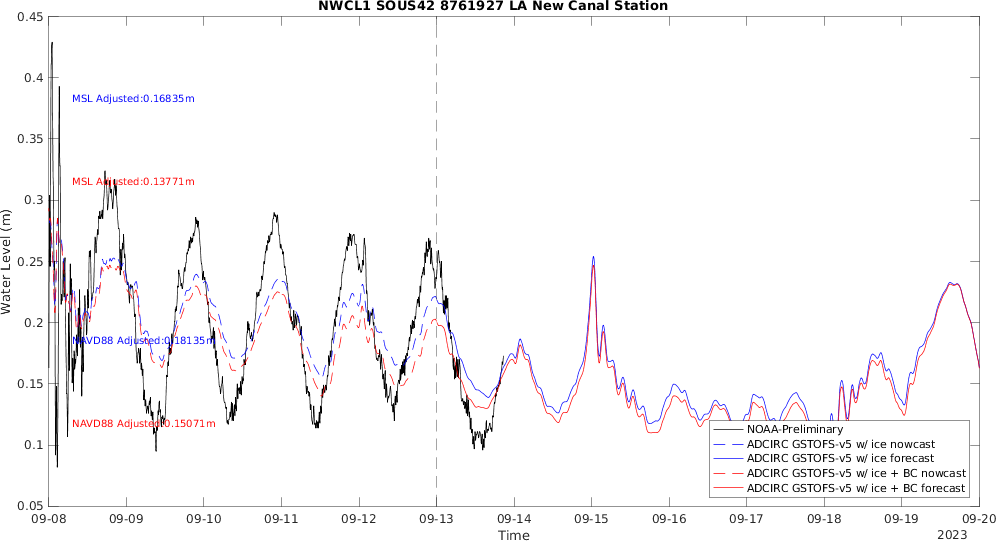 NWCL1 SOUS42 8761927 LA New Canal Station
0.45
0.4
0.35
0.3
0.25
0.2
0.15
0.1
0.05
Water Level (m)
MSL Adjusted:0.16835m
MSL Adjusted:0.13771m
NAVD88 Adjusted:0.18135m
NAVD88 Adjusted:0.15071m
NOAA-Preliminary
ADCIRC GSTOFS-v5 w/ ice nowcast
ADCIRC GSTOFS-v5 w/ ice forecast
ADCIRC GSTOFS-v5 w/ ice + BC nowcast
ADCIRC GSTOFS-v5 w/ ice + BC forecast
09-08 09-09 09-10 09-11 09-12 09-13 09-14 09-15 09-16 09-17 09-18 09-19 09-20
Time
2023